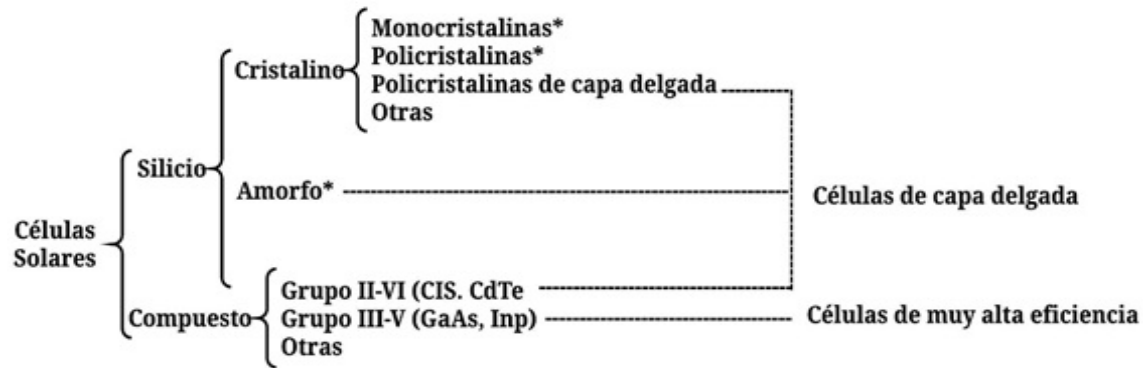 Monocristalinas*
Policristalinas*
Cristalino
Policristalinas de capa delgada
Otras
Silicio
Amorfo*
Células de capa delgada
Células
Solares
Grupo II-VI (CIS. CdTe
Compuesto
Grupo III-V (GaAs, Inp)
Células de muy alta eficiencia
Otras